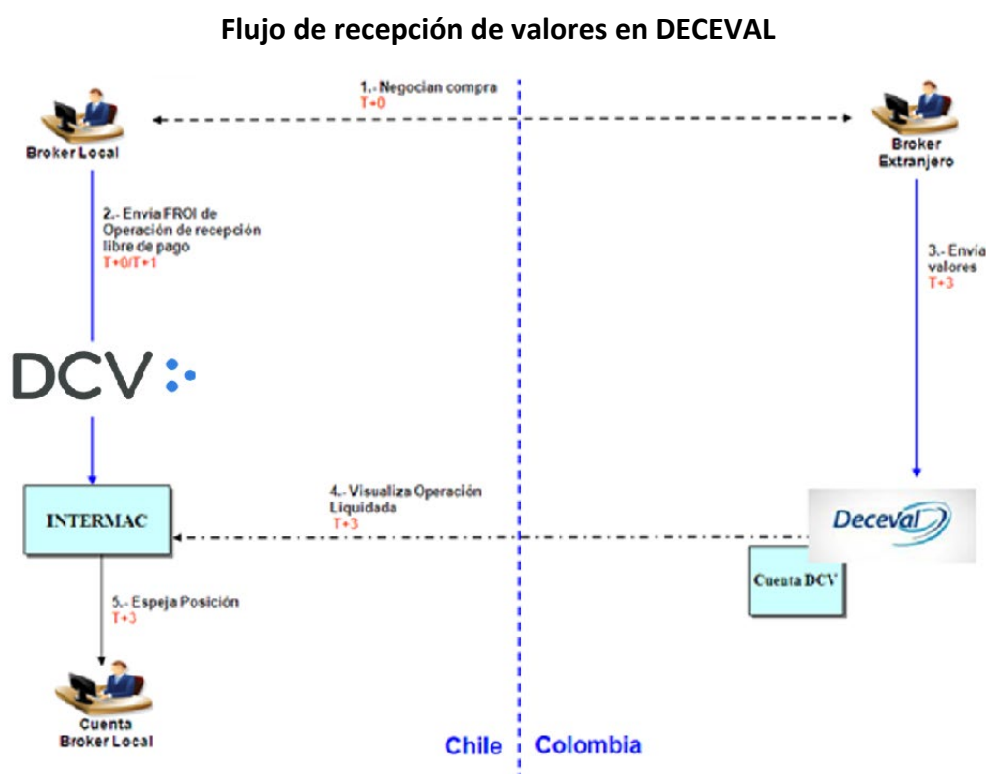 Flujo de recepción de valores en DECEVAL
1.- Negocian compra
T+0
Broker Local
Broker
Extranjero
2.- Envía FROI de
Operación de recepción
libre de pago
T+0/T+1
3.- Envía
valores
T+3
DCV
INTERMAC
4.- Visualiza Operación
Liquidada
T+3
Deceval
Cuenta DCV
5.- Espeja Posición
T+3
Cuenta
Broker Local
Chile
Colombia